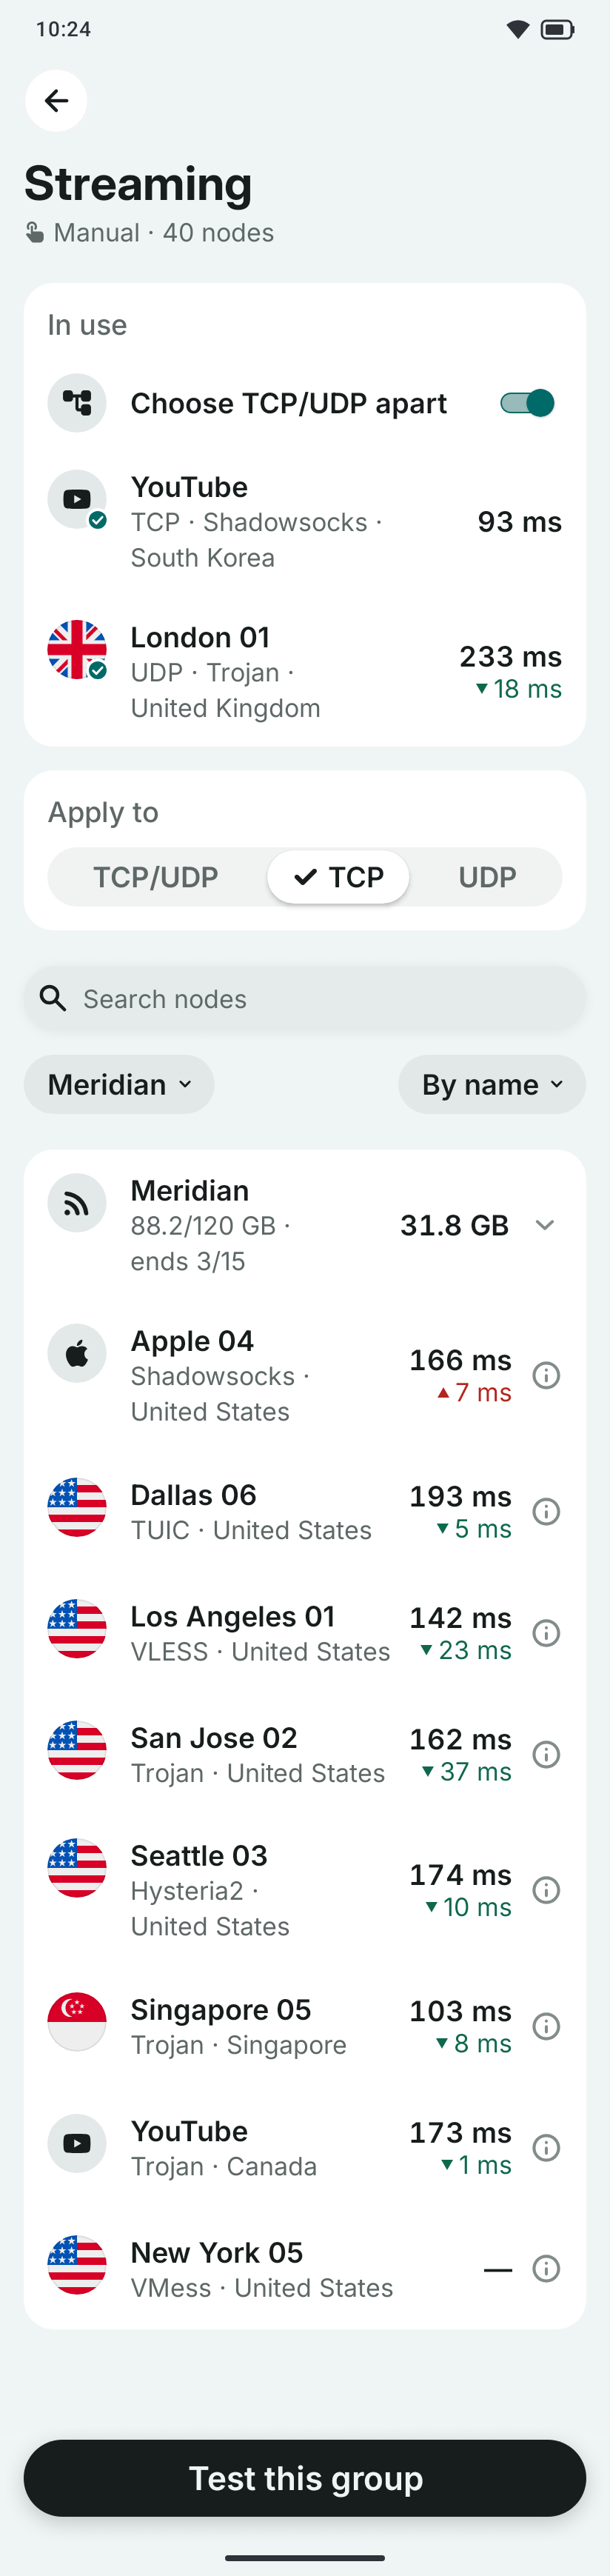 10:24
Streaming
Manual · 40 nodes
In use
Choose TCP/UDP apart
YouTube
TCP · Shadowsocks ·
South Korea
93 ms
London 01
UDP · Trojan ·
United Kingdom
233 ms
▼ 18 ms
Apply to
TCP/UDP
TCP
UDP
Search nodes
Meridian
By name
Meridian
88.2/120 GB ·
ends 3/15
31.8 GB
Apple 04
Shadowsocks ·
United States
166 ms
▲ 7 ms
Dallas 06
TUIC · United States
193 ms
▼ 5 ms
Los Angeles 01
VLESS · United States
142 ms
▼ 23 ms
San Jose 02
Trojan · United States
162 ms
▼ 37 ms
Seattle 03
Hysteria2 ·
United States
174 ms
▼ 10 ms
Singapore 05
Trojan · Singapore
103 ms
▼ 8 ms
YouTube
Trojan · Canada
173 ms
▼ 1 ms
New York 05
VMess · United States
—
Test this group